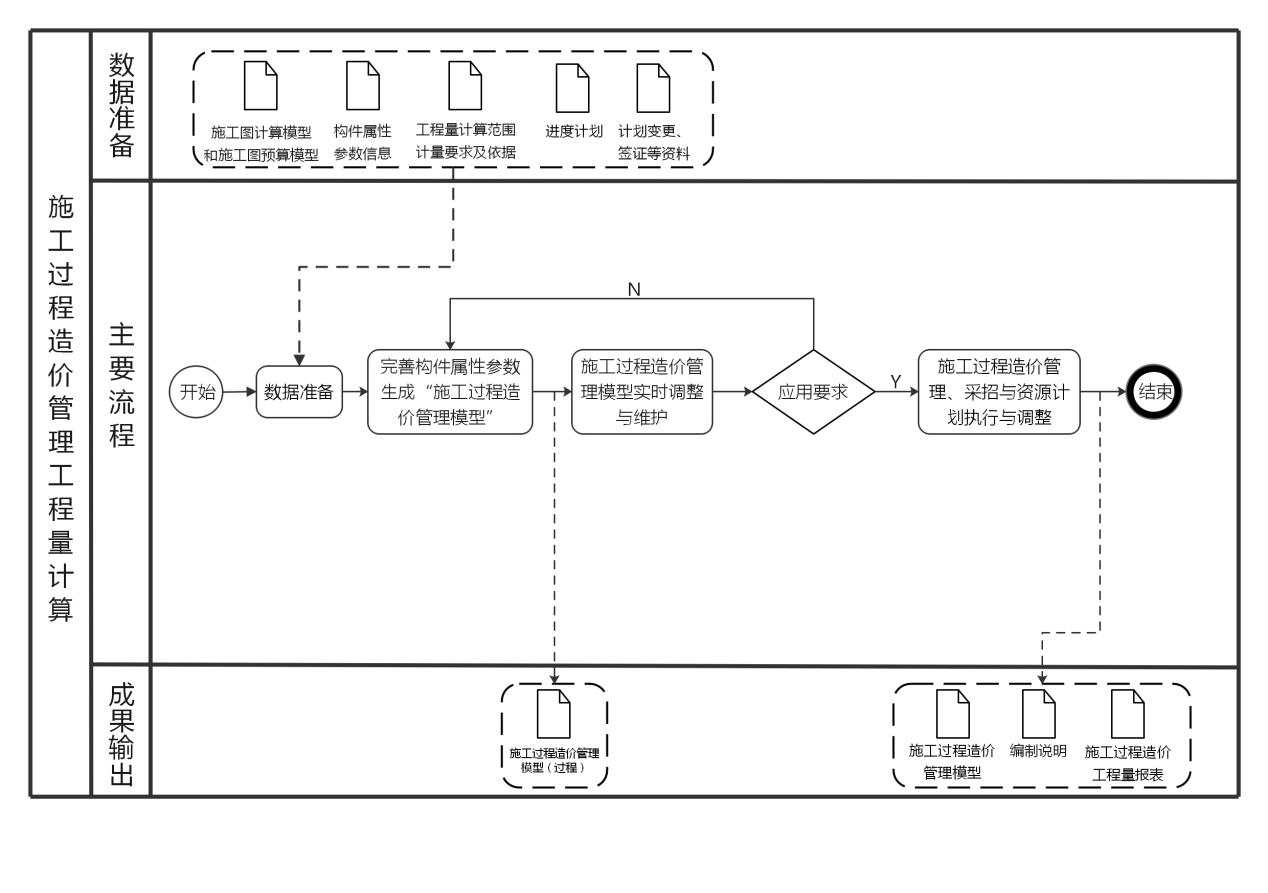 施工过程造价管理工程量计算
数据准备
施工图计算模型
和施工图预算模型
构件属性
参数信息
工程量计算范围
计量要求及依据
进度计划
计划变更、
签证等资料
主要流程
N
开始
数据准备
完善构件属性参数
生成“施工过程造
价管理模型”
施工过程造价管
理模型实时调整
与维护
应用要求
Y
施工过程造价管
理、采招与资源计
划执行与调整
结束
成果输出
施工过程造价管理
模型（过程）
施工过程造价
管理模型
编制说明
施工过程造价
工程量报表